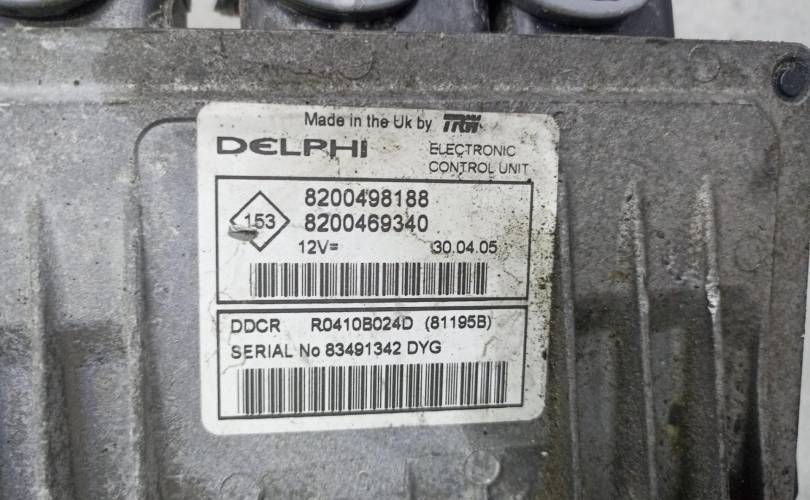 Made in the Uk by TRW
DELPHI ELECTRONIC
CONTROL UNIT
8200498188
153
8200469340
12V= 30.04.05
DDCR R0410B024D (81195B)
SERIAL No 83491342 DYG